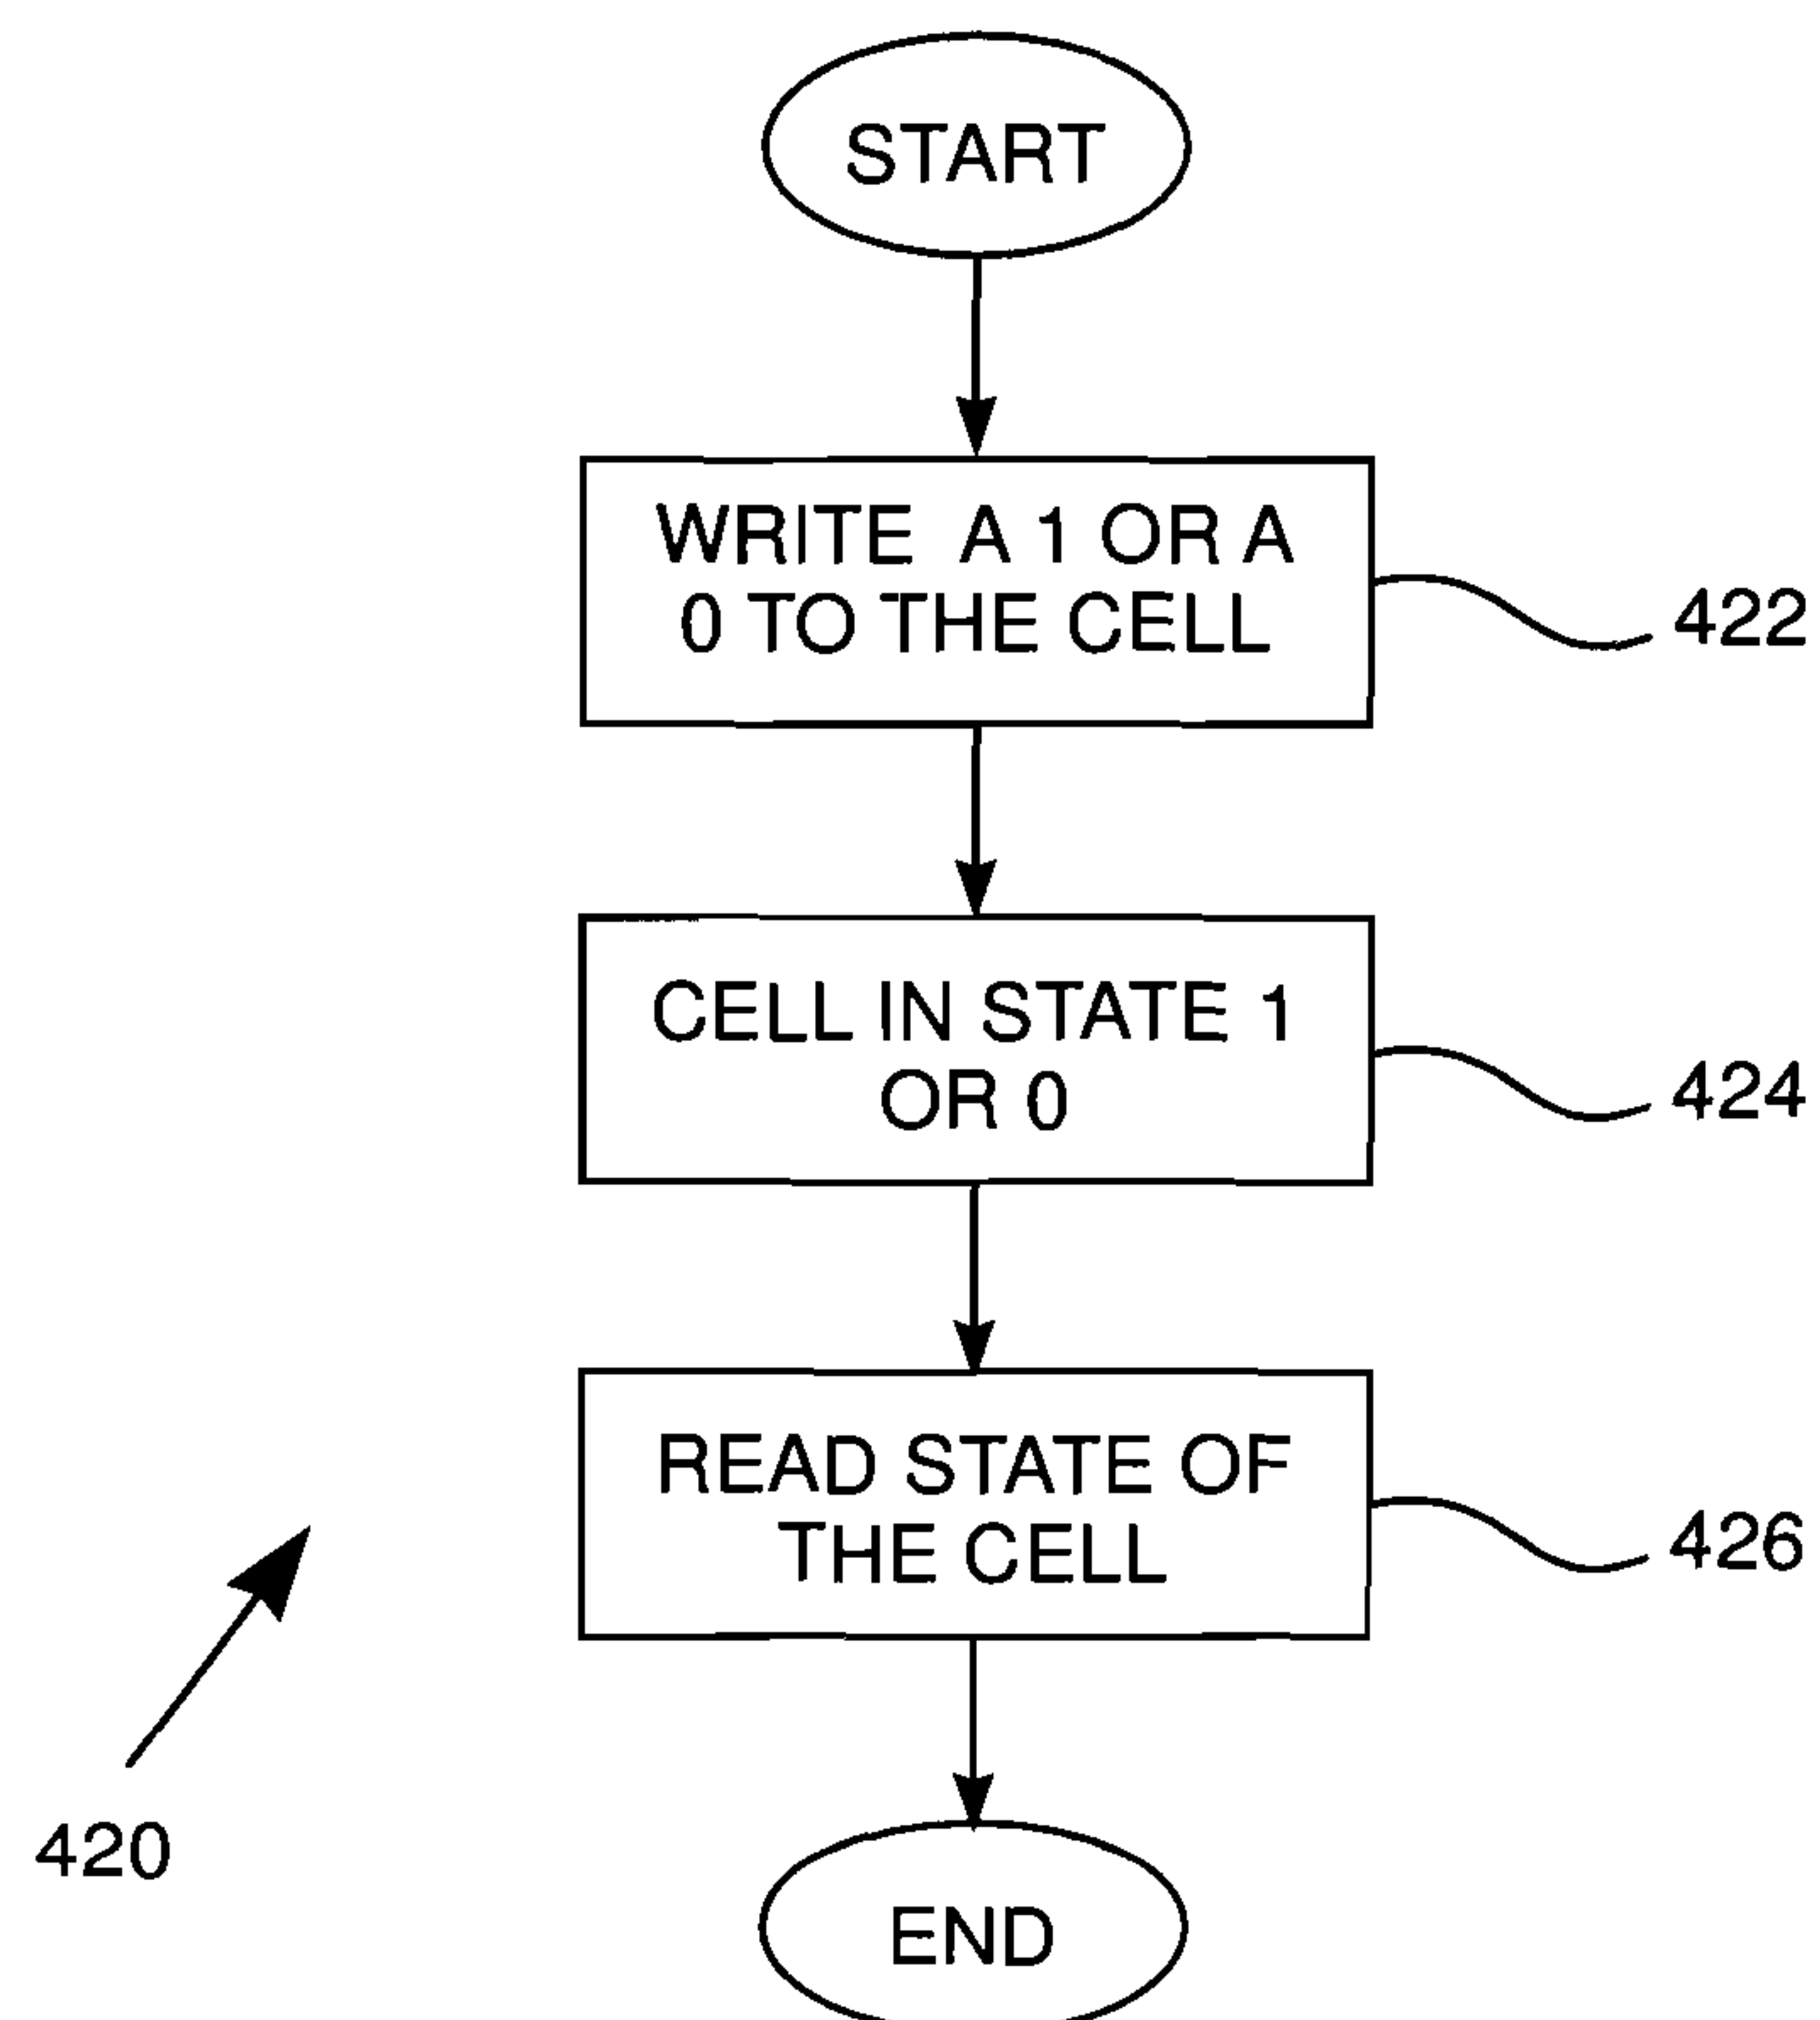 START
WRITE A 1 OR A
0 TO THE CELL
422
CELL IN STATE 1
OR 0
424
READ STATE OF
THE CELL
426
420
END